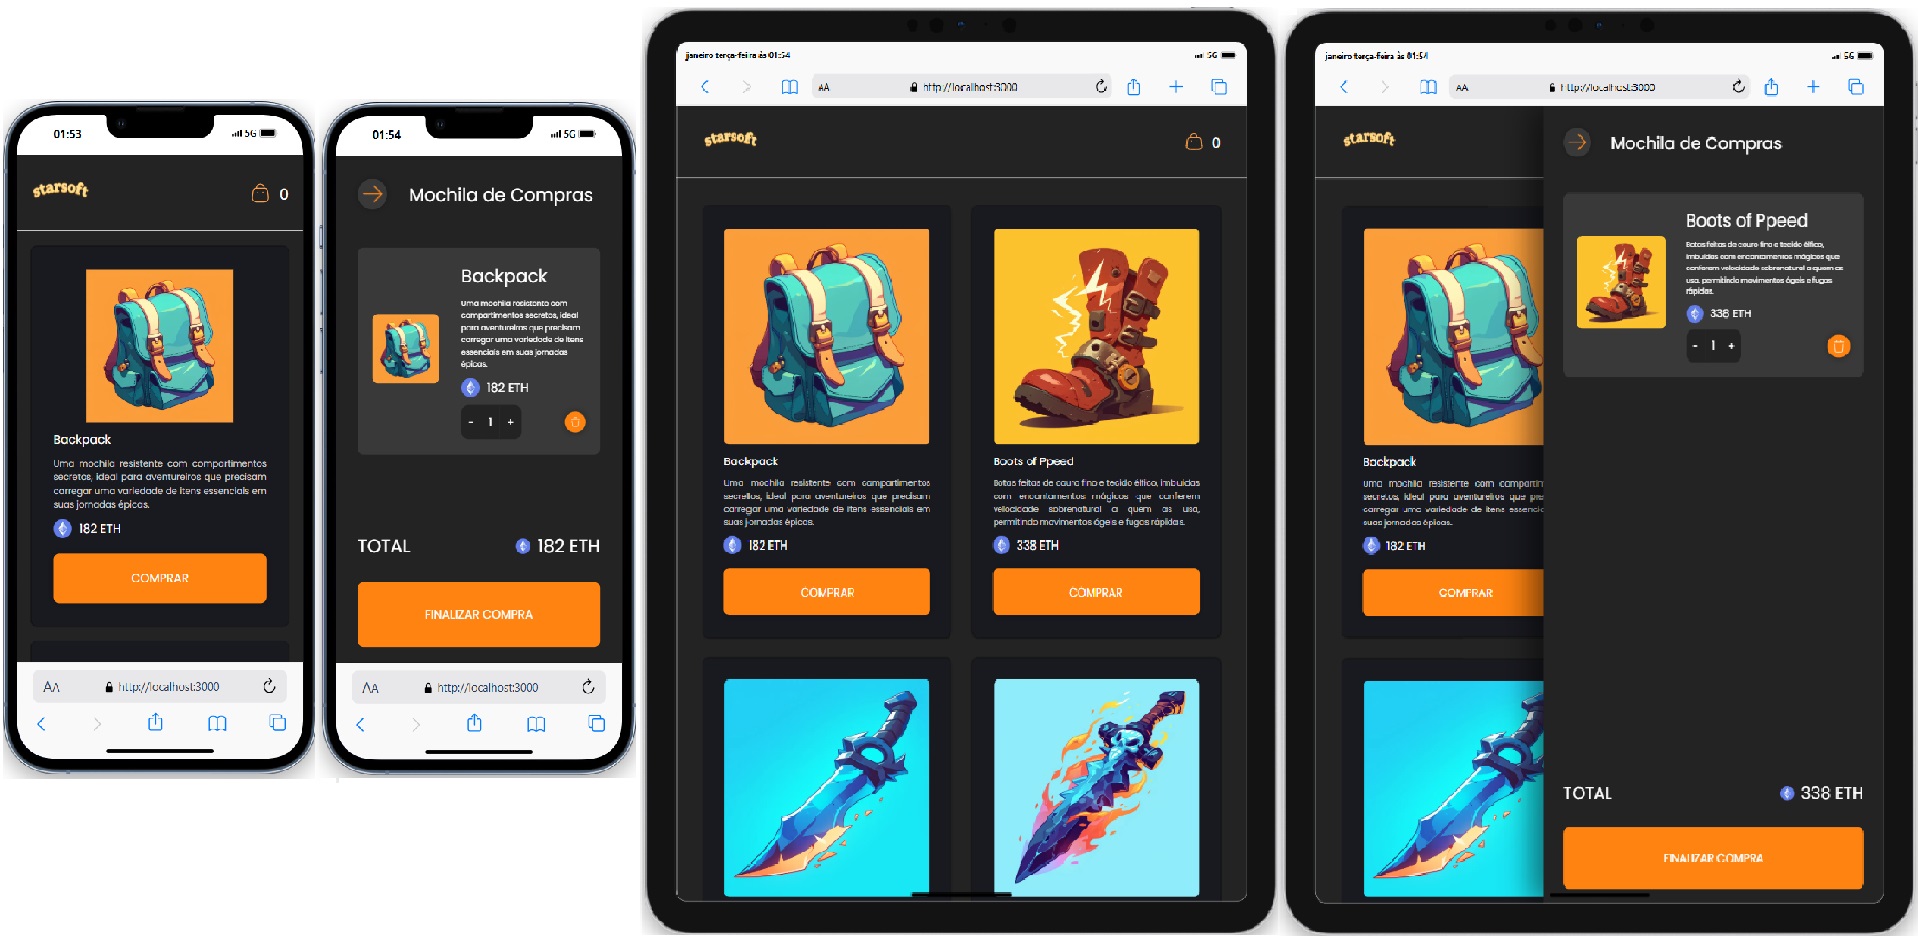 01:53
5G
starsoft
0
Backpack
Uma mochila resistente com compartimentos
secretos, ideal para aventureiros que precisam
carregar uma variedade de itens essenciais em
suas jornadas épicas.
182 ETH
COMPRAR
AA
http://localhost:3000
01:54
5G
Mochila de Compras
Backpack
Uma mochila resistente com
compartimentos secretos, ideal
para aventureiros que precisam
carregar uma variedade de itens
essenciais em suas jornadas
épicas.
182 ETH
- 1 +
TOTAL
182 ETH
FINALIZAR COMPRA
AA
http://localhost:3000
janeiro terça-feira às 01:54
5G
AA
http://localhost:3000
starsoft
0
Backpack
Uma mochila resistente com compartimentos
secretos, ideal para aventureiros que precisam
carregar uma variedade de itens essenciais em
suas jornadas épicas.
182 ETH
COMPRAR
Boots of Ppeed
Botas feitas de couro fino e tecido élfico, imbuídas
com encantamentos mágicos que conferem
velocidade sobrenatural a quem as usa,
permitindo movimentos ágeis e fugas rápidas.
338 ETH
COMPRAR
janeiro terça-feira às 01:54
5G
AA
http://localhost:3000
starsoft
Backpack
Uma mochila resistente com compartim
secretos, ideal para aventureiros que pre
carregar uma variedade de itens essencia
suas jornadas épicas.
182 ETH
COMPRAR
Mochila de Compras
Boots of Ppeed
Botas feitas de couro fino e tecido élfico,
imbuídas com encantamentos mágicos que
conferem velocidade sobrenatural a quem as
usa, permitindo movimentos ágeis e fugas
rápidas.
338 ETH
- 1 +
TOTAL
338 ETH
FINALIZAR COMPRA